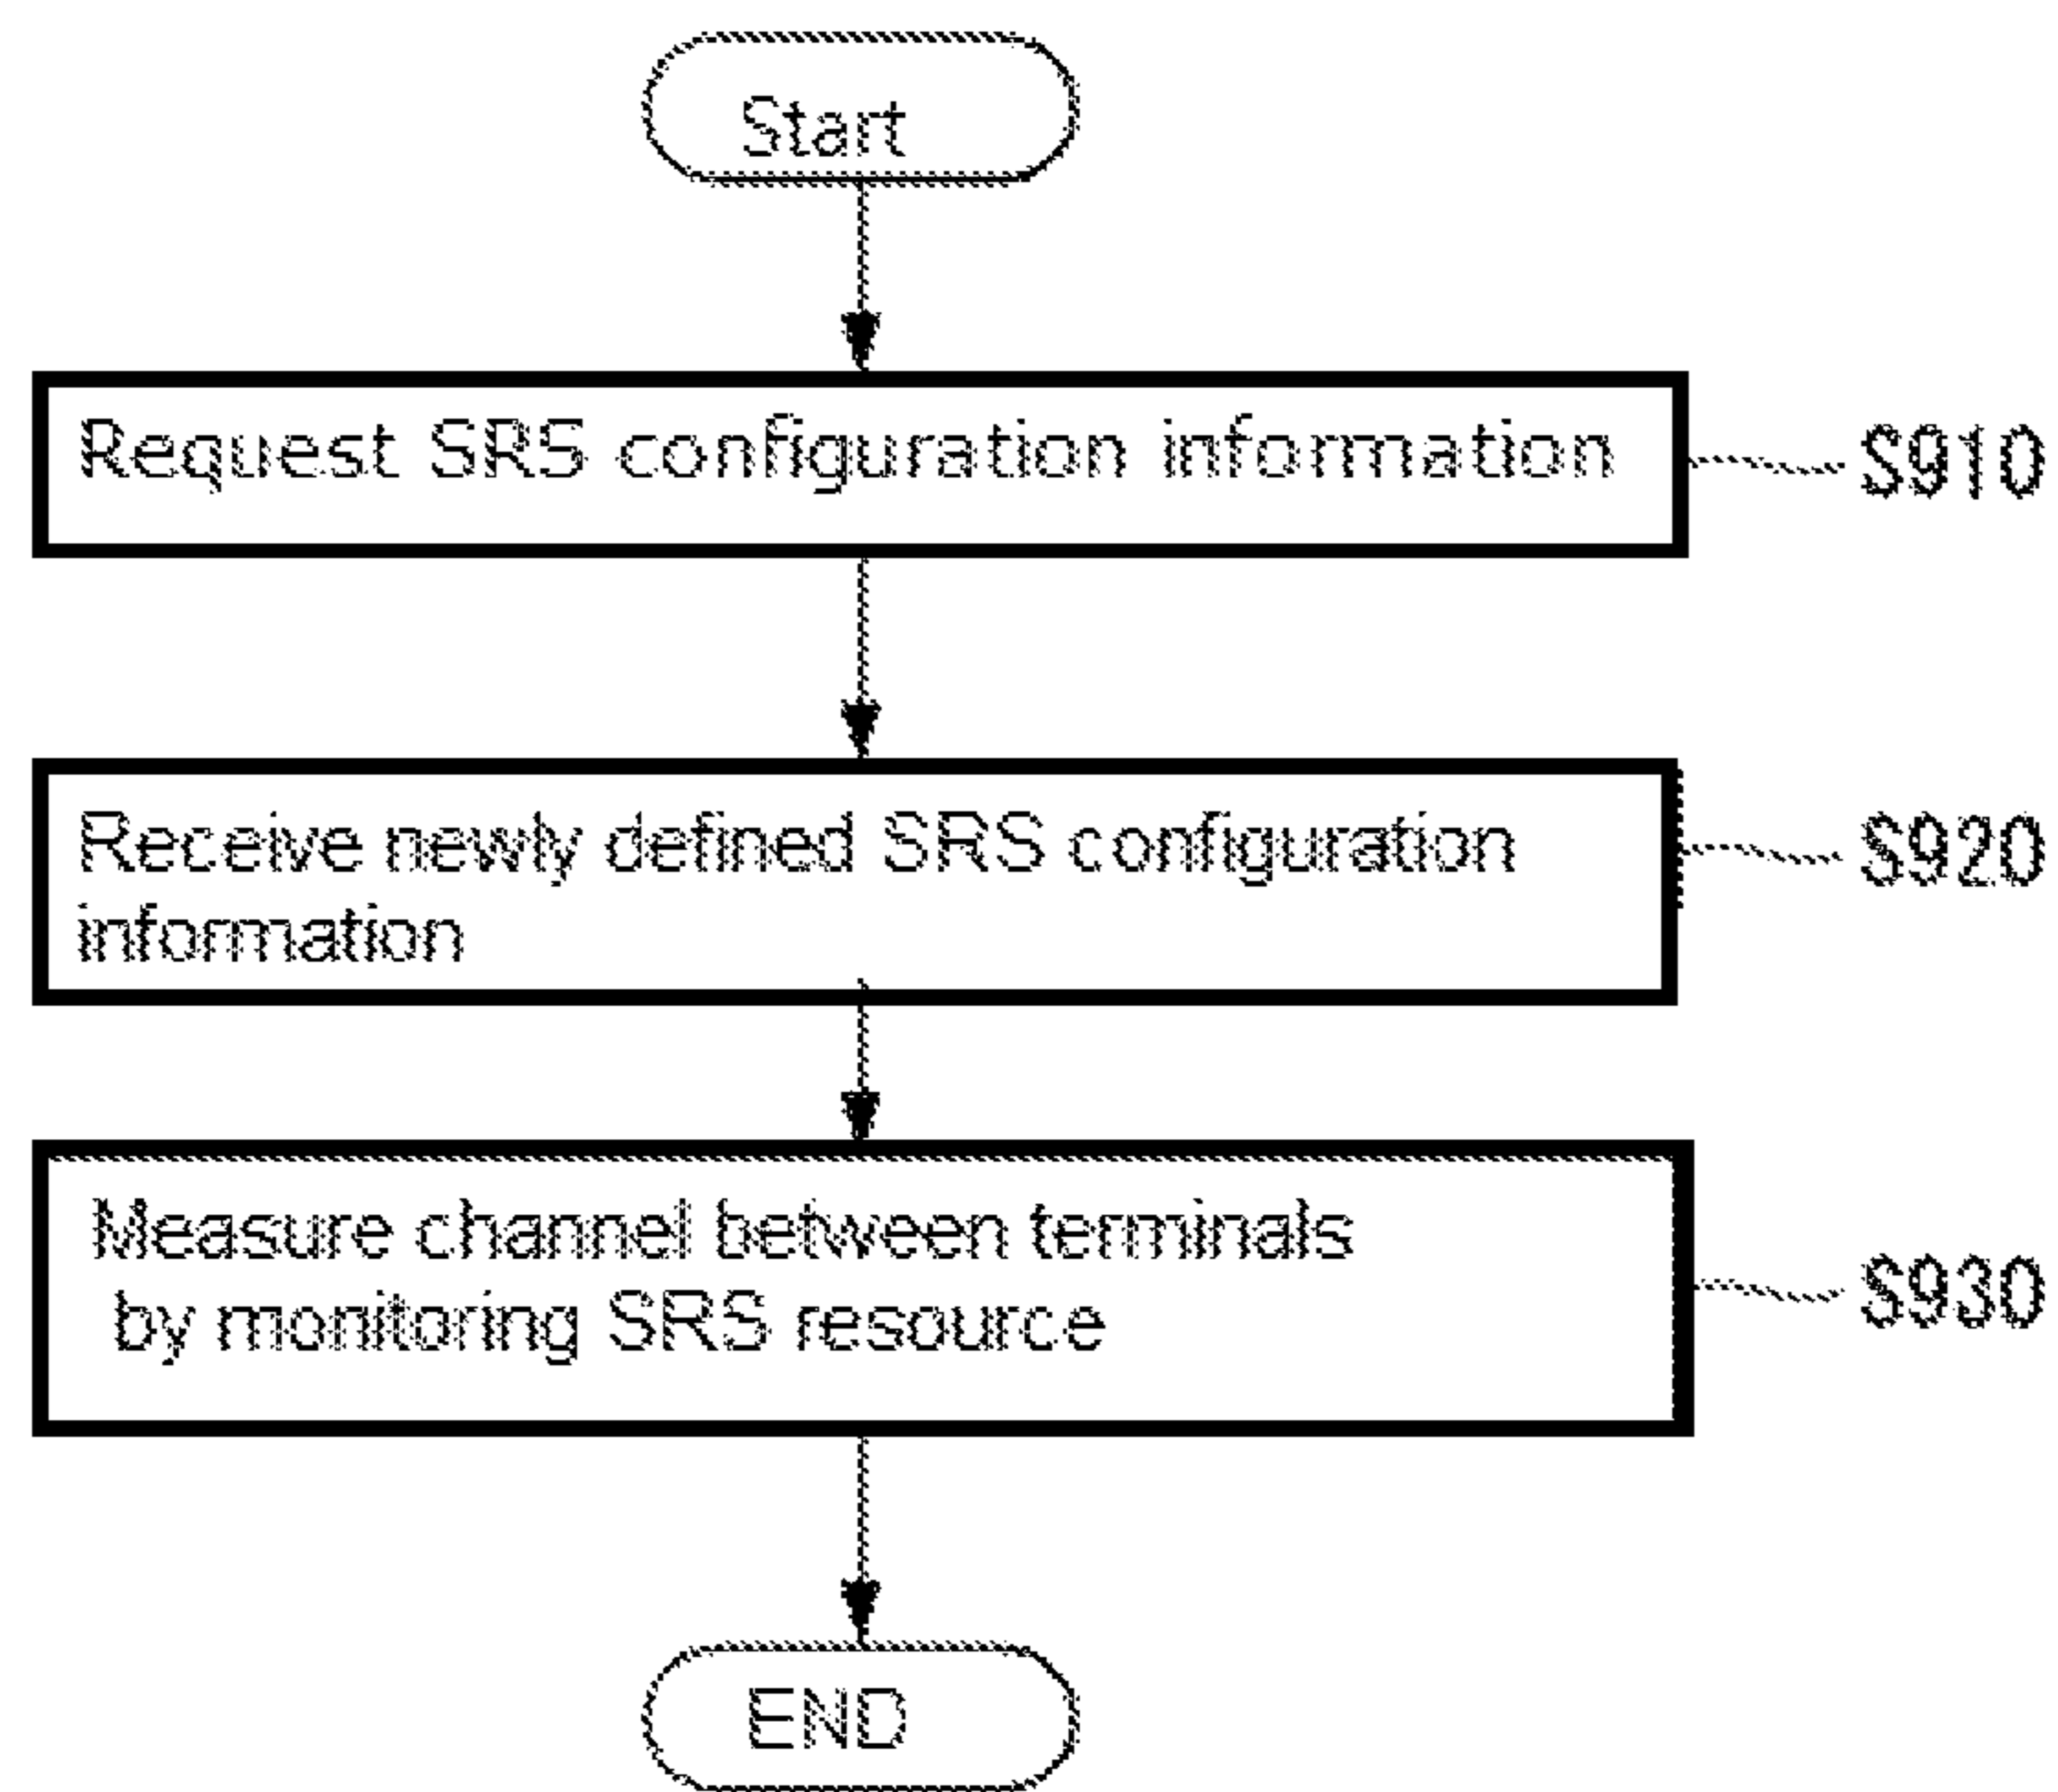 Start
Request SRS configuration information
S910
Receive newly defined SRS configuration
information
S920
Measure channel between terminals
by monitoring SRS resource
S930
END